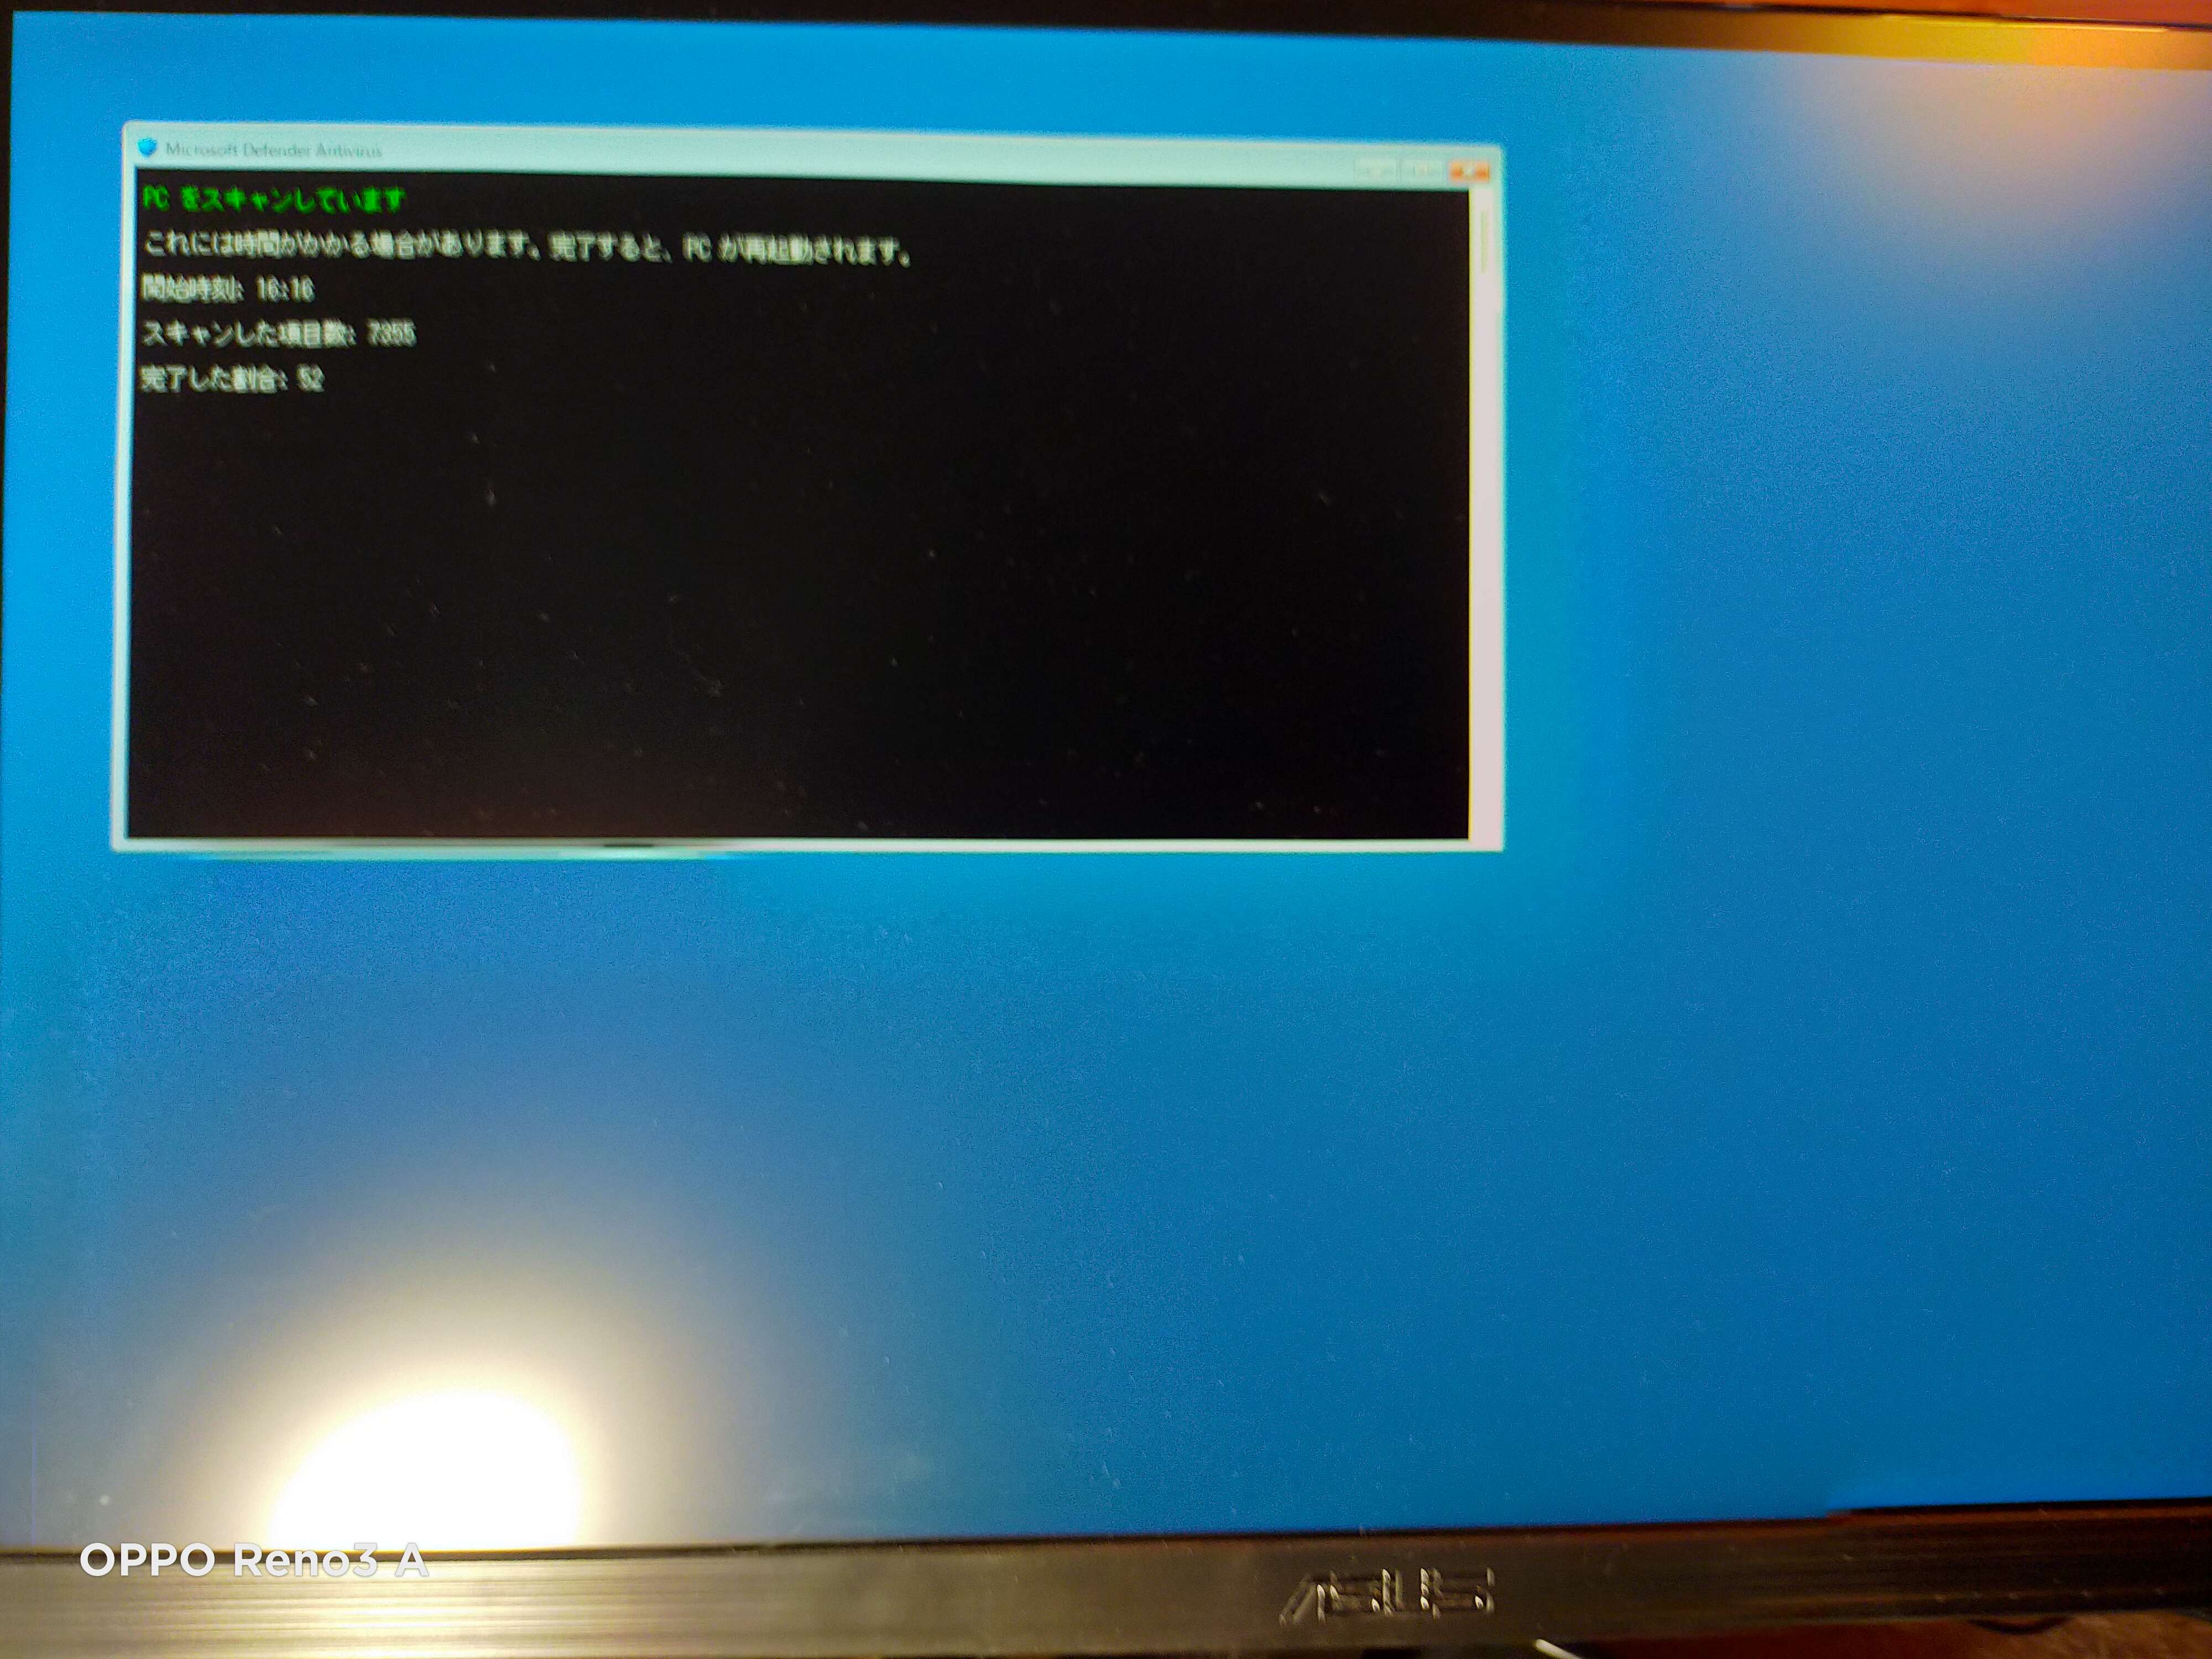 Microsoft Defender Antivirus
PC をスキャンしています
これには時間がかかる場合があります。完了すると、PC が再起動されます。
開始時刻: 16:16
スキャンした項目数: 7355
完了した割合: 52
OPPO Reno3 A
ASUS